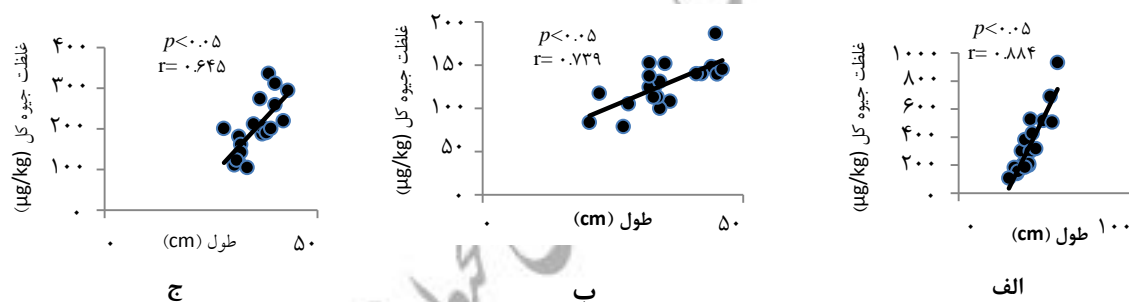 غلظت جیوه کل (µg/kg)
p<۰.۰۵
r= ۰.۸۸۴
۱۰۰۰
۸۰۰
۶۰۰
۴۰۰
۲۰۰
۰
۰
۱۰۰
طول (cm)
الف
غلظت جیوه کل (µg/kg)
p<۰.۰۵
r= ۰.۷۳۹
۲۰۰
۱۵۰
۱۰۰
۵۰
۰
۰
۵۰
طول (cm)
ب
غلظت جیوه کل (µg/kg)
p<۰.۰۵
r= ۰.۶۴۵
۴۰۰
۳۰۰
۲۰۰
۱۰۰
۰
۰
۵۰
طول (cm)
ج